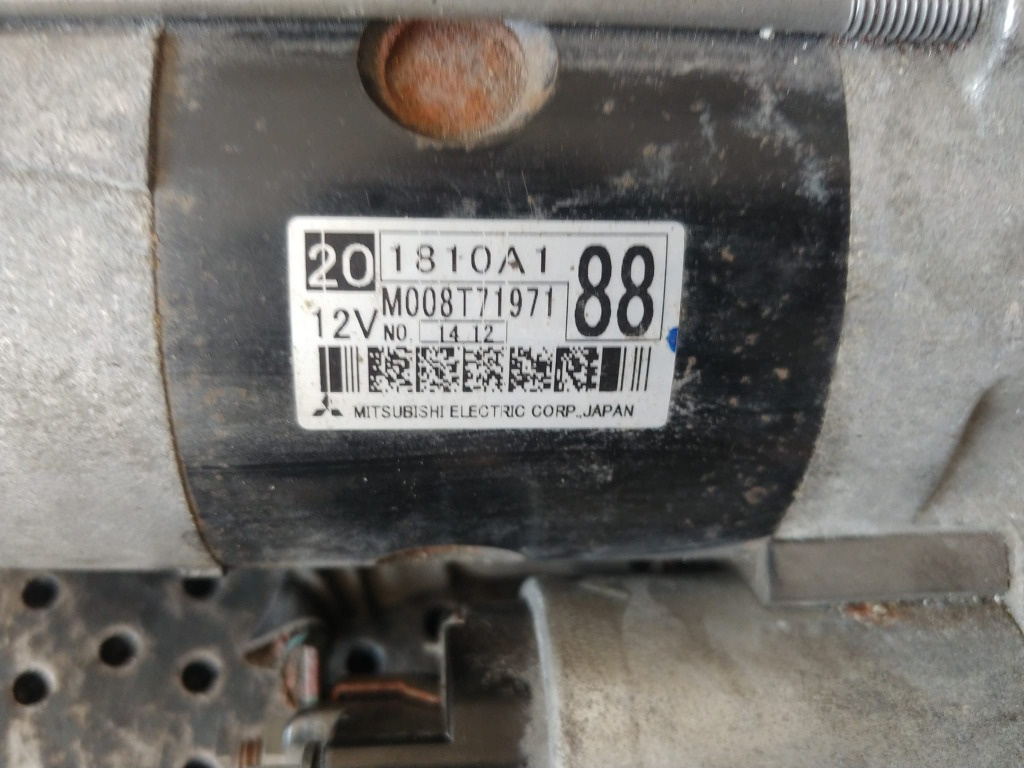 20 1810A1 88
M008T71971
12V NO. 14 12
MITSUBISHI ELECTRIC CORP.,JAPAN